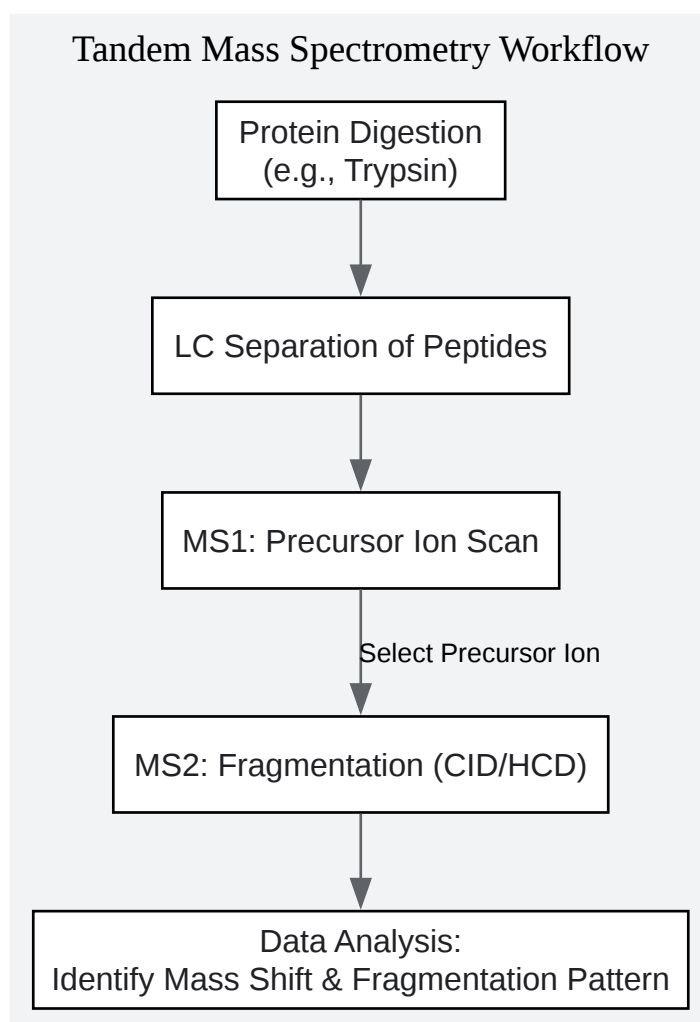 Tandem Mass Spectrometry Workflow
Protein Digestion
(e.g., Trypsin)
LC Separation of Peptides
MS1: Precursor Ion Scan
Select Precursor Ion
MS2: Fragmentation (CID/HCD)
Data Analysis:
Identify Mass Shift & Fragmentation Pattern